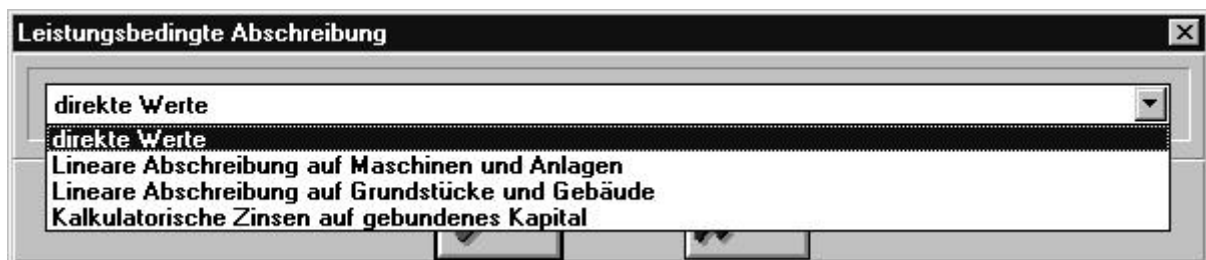 Leistungsbedingte Abschreibung
direkte Werte
direkte Werte
Lineare Abschreibung auf Maschinen und Anlagen
Lineare Abschreibung auf Grundstücke und Gebäude
Kalkulatorische Zinsen auf gebundenes Kapital